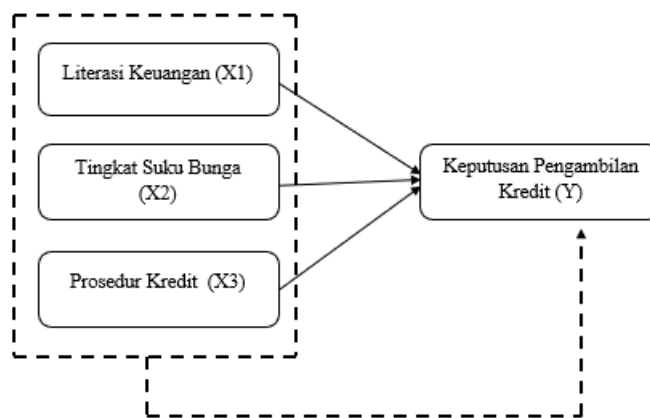 Literasi Keuangan (X1)
Tingkat Suku Bunga
(X2)
Prosedur Kredit (X3)
Keputusan Pengambilan
Kredit (Y)